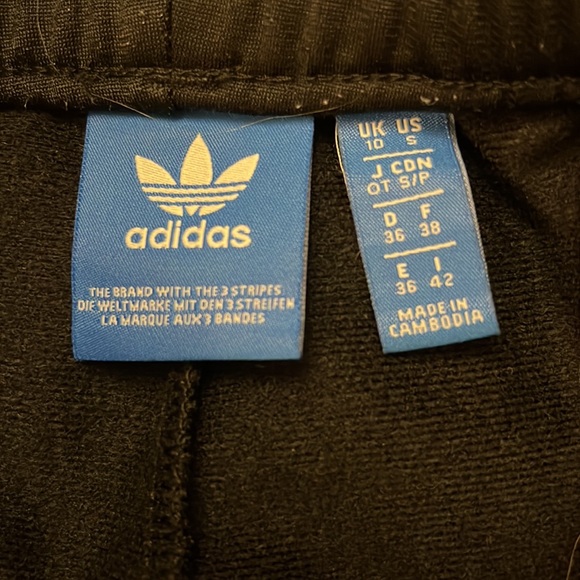 adidas
THE BRAND WITH THE 3 STRIPES
DIE WELTMARKE MIT DEN 3 STREIFEN
LA MARQUE AUX 3 BANDES
UK US
10 S
J CDN
OT S/P
D F
36 38
E I
36 42
MADE IN
CAMBODIA